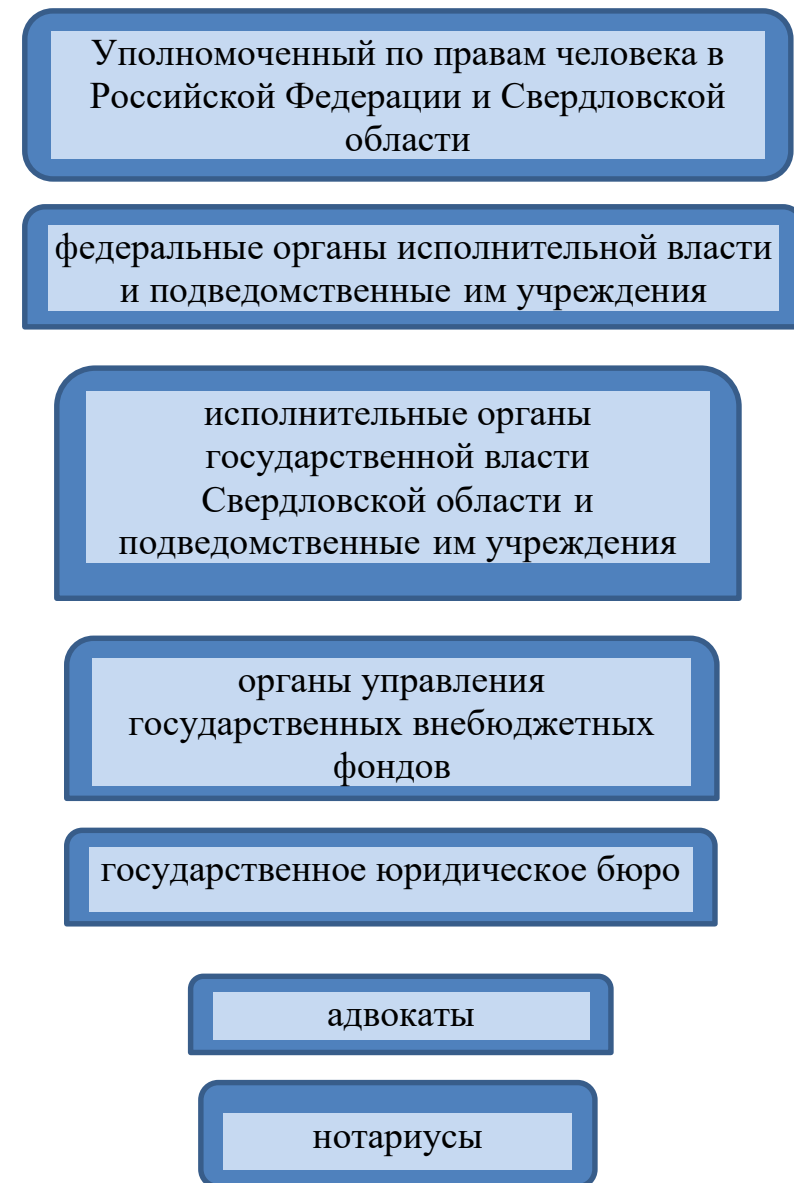 Уполномоченный по правам человека в
Российской Федерации и Свердловской
области
федеральные органы исполнительной власти
и подведомственные им учреждения
исполнительные органы
государственной власти
Свердловской области и
подведомственные им учреждения
органы управления
государственных внебюджетных
фондов
государственное юридическое бюро
адвокаты
нотариусы